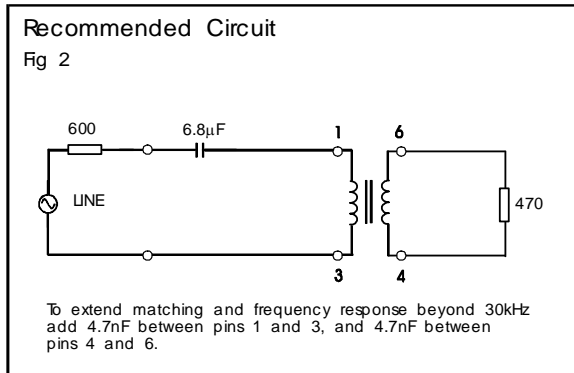 Recommended Circuit
Fig 2
600
6.8μF
1
6
LINE
470
3
4
To extend matching and frequency response beyond 30kHz
add 4.7nF between pins 1 and 3, and 4.7nF between
pins 4 and 6.